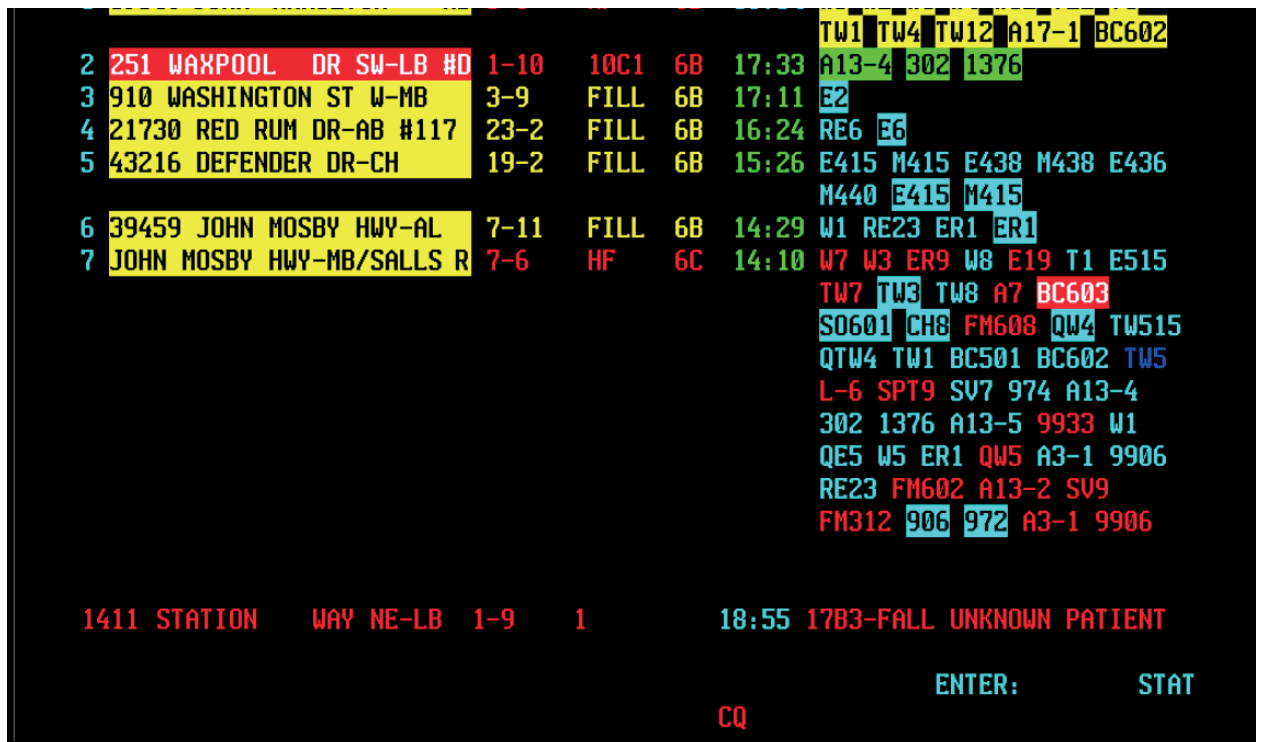 TW1 TW4 TW12 A17-1 BC602
2 251 WAXPOOL DR SW-LB #D 1-10 10C1 6B 17:33 A13-4 302 1376
3 910 WASHINGTON ST W-MB 3-9 FILL 6B 17:11 E2
4 21730 RED RUM DR-AB #117 23-2 FILL 6B 16:24 RE6 E6
5 43216 DEFENDER DR-CH 19-2 FILL 6B 15:26 E415 M415 E438 M438 E436
M440 E415 M415
6 39459 JOHN MOSBY HWY-AL 7-11 FILL 6B 14:29 W1 RE23 ER1 ER1
7 JOHN MOSBY HWY-MB/SALLS R 7-6 HF 6C 14:10 W7 W3 ER9 W8 E19 T1 E515
TW7 TW3 TW8 A7 BC603
SO601 CH8 FM608 QW4 TW515
QTW4 TW1 BC501 BC602 TW5
L-6 SPT9 SV7 974 A13-4
302 1376 A13-5 9933 W1
QE5 W5 ER1 QW5 A3-1 9906
RE23 FM602 A13-2 SV9
FM312 906 972 A3-1 9906
1411 STATION WAY NE-LB 1-9 1 18:55 17B3-FALL UNKNOWN PATIENT
ENTER: STAT
CQ